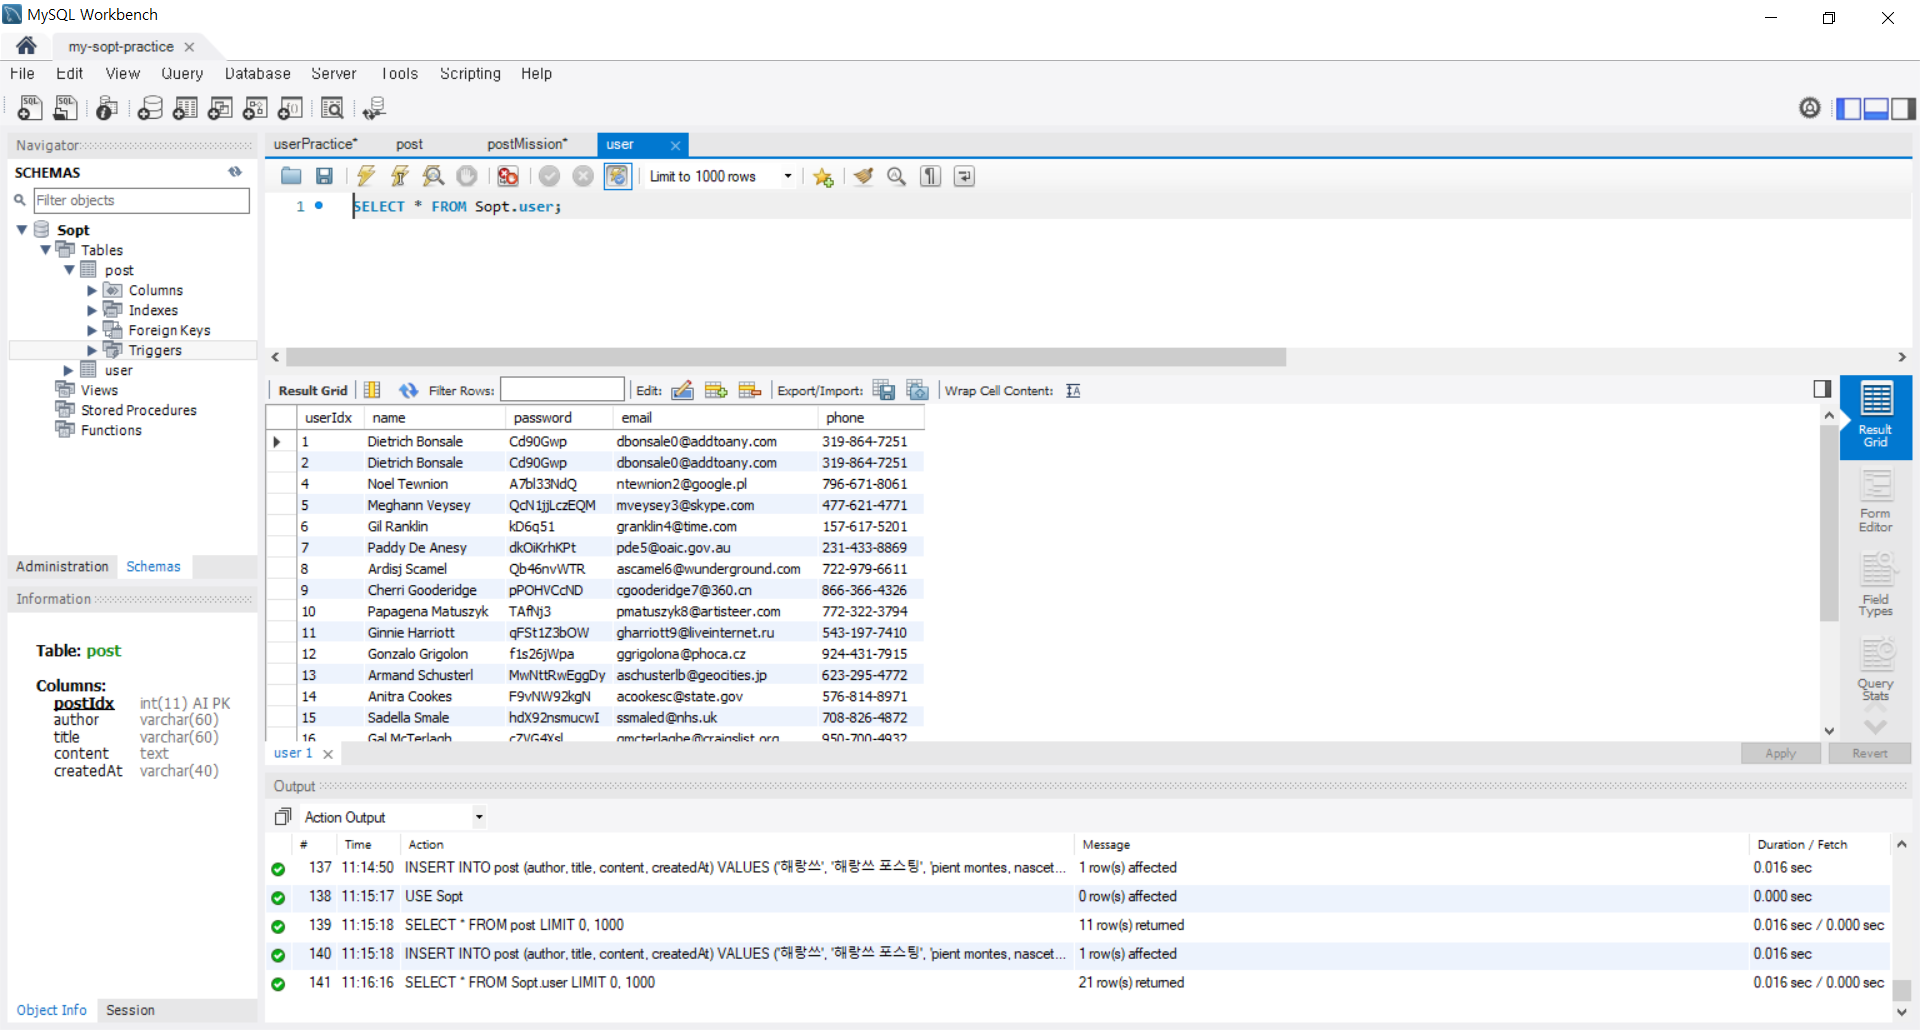 MySQL Workbench
my-sopt-practice
File Edit View Query Database Server Tools Scripting Help
Navigator
SCHEMAS
Filter objects
Sopt
Tables
post
Columns
Indexes
Foreign Keys
Triggers
user
Views
Stored Procedures
Functions
Administration Schemas
Information
Table: post
Columns:
postIdx int(11) AI PK
author varchar(60)
title varchar(60)
content text
createdAt varchar(40)
Object Info Session
userPractice* post postMission* user
Limit to 1000 rows
1 SELECT * FROM Sopt.user;
Result Grid Filter Rows: Edit: Export/Import: Wrap Cell Content:
userIdx name password email phone
1 Dietrich Bonsale Cd90Gwp dbonsale0@addtoany.com 319-864-7251
2 Dietrich Bonsale Cd90Gwp dbonsale0@addtoany.com 319-864-7251
4 Noel Tewnion A7bl33NdQ ntewnion2@google.pl 796-671-8061
5 Meghann Veysey QcN1jjLczEQM mveysey3@skype.com 477-621-4771
6 Gil Ranklin kD6q51 granklin4@time.com 157-617-5201
7 Paddy De Anesy dkOiKrhKPt pde5@oaic.gov.au 231-433-8869
8 Ardisj Scamel Qb46nvWTR ascamel6@wunderground.com 722-979-6611
9 Cherri Gooderidge pPOHVCcND cgooderidge7@360.cn 866-366-4326
10 Papagena Matuszyk TAfNj3 pmatuszyk8@artisteer.com 772-322-3794
11 Ginnie Harriott qFSt1Z3bOW gharriott9@liveinternet.ru 543-197-7410
12 Gonzalo Grigolon f1s26jWpa ggrigolona@phoca.cz 924-431-7915
13 Armand Schusterl MwNttRwEggDy aschusterlb@geocities.jp 623-295-4772
14 Anitra Cookes F9vNW92kgN acookesc@state.gov 576-814-8971
15 Sadella Smale hdX92nsmucwI ssmaled@nhs.uk 708-826-4872
16 Gal McTerlagh cZVG4Xsl gmcterlaghe@craigslist.org 950-700-4932
Result
Grid
Form
Editor
Field
Types
Query
Stats
user 1
Apply Revert
Output
Action Output
# Time Action Message Duration / Fetch
137 11:14:50 INSERT INTO post (author, title, content, createdAt) VALUES ('해랑쓰', '해랑쓰 포스팅', 'pient montes, nascet... 1 row(s) affected 0.016 sec
138 11:15:17 USE Sopt 0 row(s) affected 0.000 sec
139 11:15:18 SELECT * FROM post LIMIT 0, 1000 11 row(s) returned 0.016 sec / 0.000 sec
140 11:15:18 INSERT INTO post (author, title, content, createdAt) VALUES ('해랑쓰', '해랑쓰 포스팅', 'pient montes, nascet... 1 row(s) affected 0.016 sec
141 11:16:16 SELECT * FROM Sopt.user LIMIT 0, 1000 21 row(s) returned 0.016 sec / 0.000 sec